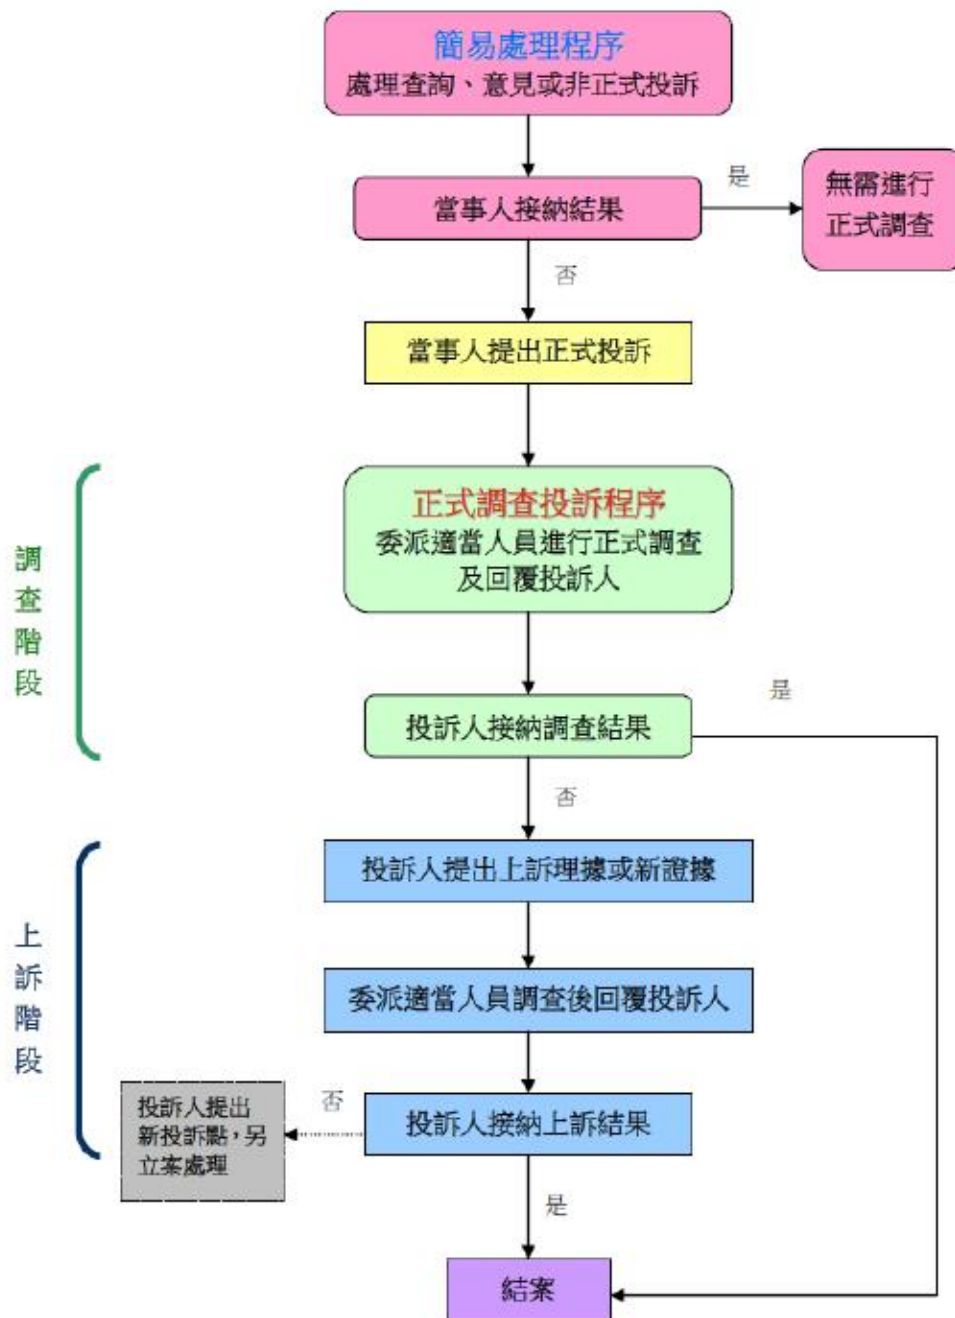 簡易處理程序
處理查詢、意見或非正式投訴
當事人接納結果
是
無需進行
正式調查
否
當事人提出正式投訴
調
查
階
段
正式調查投訴程序
委派適當人員進行正式調查
及回覆投訴人
投訴人接納調查結果
是
否
上
訴
階
段
投訴人提出上訴理據或新證據
委派適當人員調查後回覆投訴人
投訴人接納上訴結果
否
投訴人提出
新投訴點，另
立案處理
是
結案